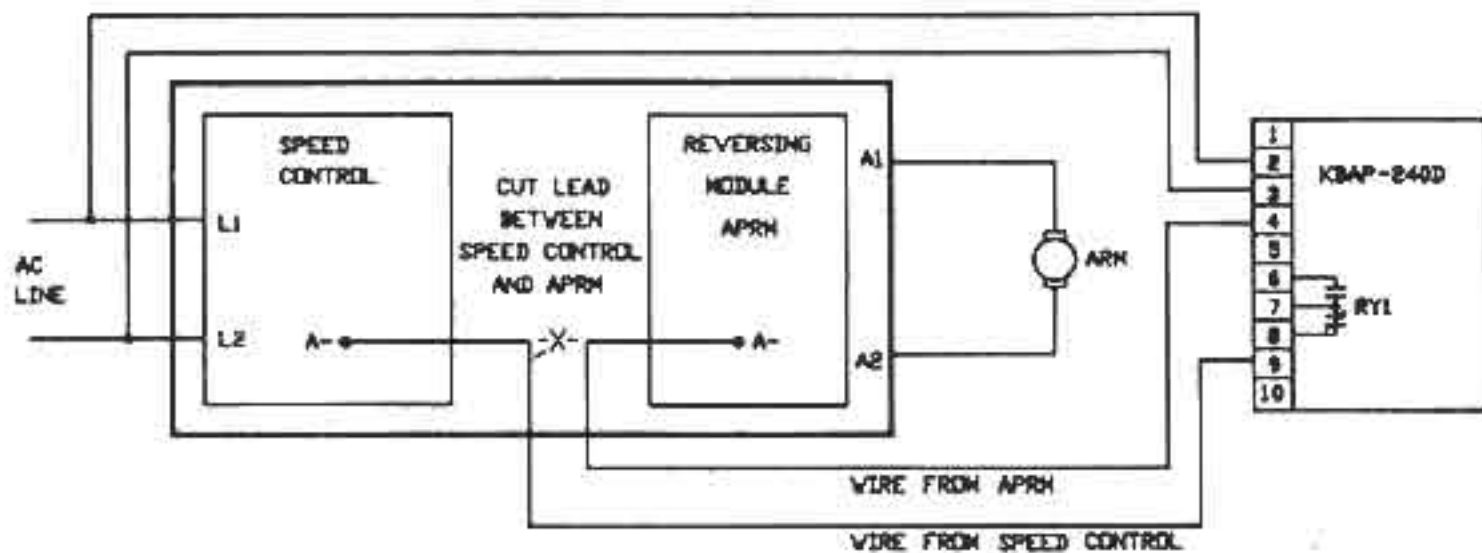 SPEED
CONTROL
L1
L2
A-
AC
LINE
CUT LEAD
BETWEEN
SPEED CONTROL
AND APRM
-X-
REVERSING
MODULE
APRM
A-
A1
A2
ARM
1
2
3
4
5
6
7
8
9
10
KBAP-240D
RY1
WIRE FROM APRM
WIRE FROM SPEED CONTROL